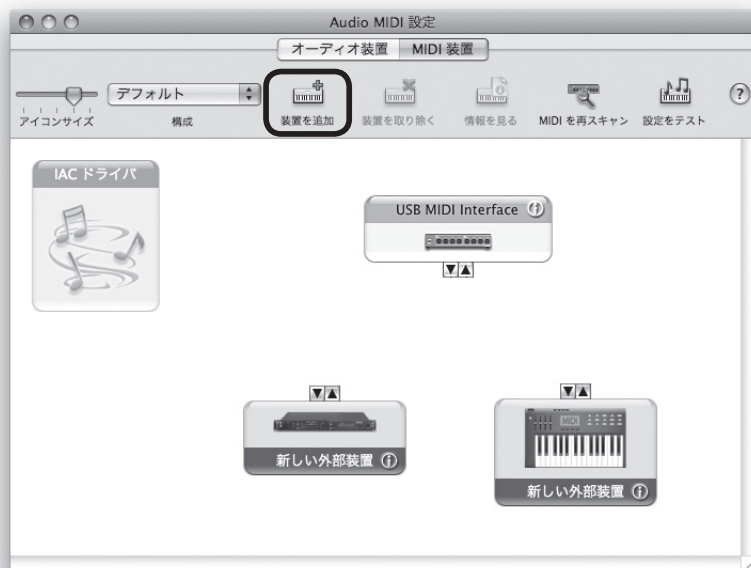 Audio MIDI 設定
オーディオ装置 MIDI 装置
デフォルト
アイコンサイズ 構成 装置を追加 装置を取り除く 情報を見る MIDI を再スキャン 設定をテスト ?
IAC ドライバ
USB MIDI Interface
新しい外部装置
MIDI
新しい外部装置